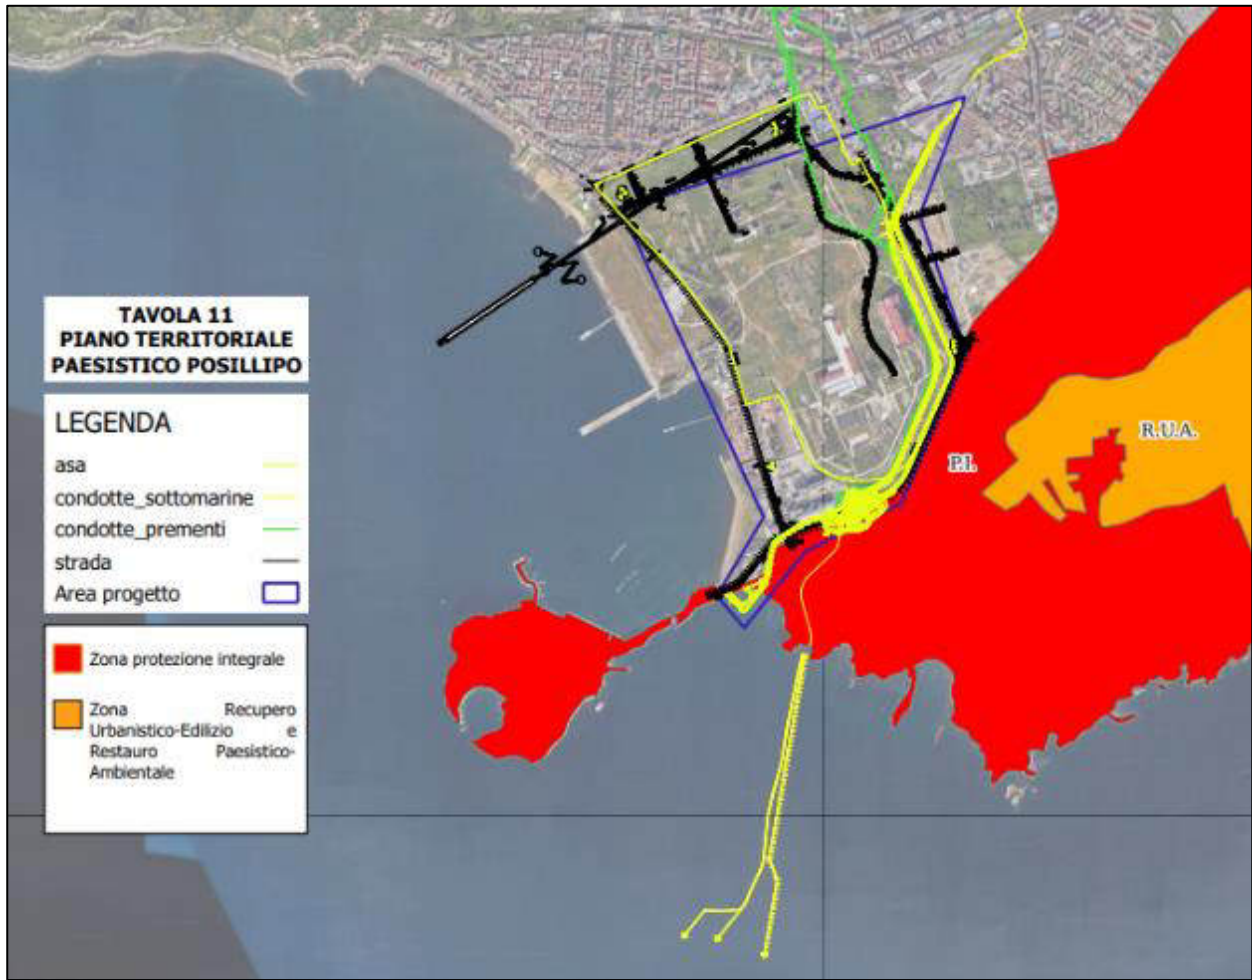 TAVOLA 11
PIANO TERRITORIALE
PAESISTICO POSILLIPO
LEGENDA
asa
condotte_sottomarine
condotte_prementi
strada
Area progetto
Zona protezione integrale
Zona Recupero
Urbanistico-Edilizio e
Restauro Paesistico-
Ambientale
R.U.A.
P.I.